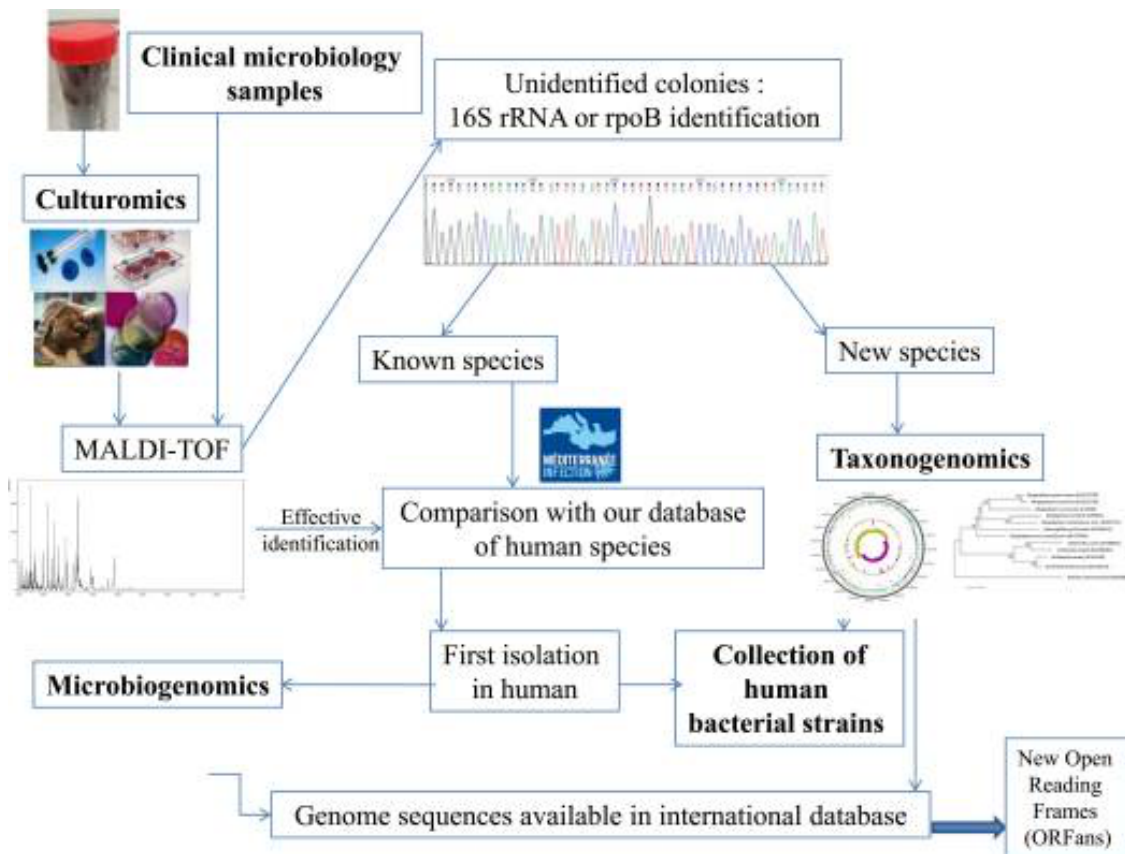 Clinical microbiology
samples
Unidentified colonies :
16S rRNA or rpoB identification
Culturomics
Known species
New species
MALDI-TOF
MÉDITERRANÉE
INFECTION
Taxonogenomics
Effective
identification
Comparison with our database
of human species
First isolation
in human
Collection of
human
bacterial strains
Microbiogenomics
Genome sequences available in international database
New Open
Reading
Frames
(ORFans)